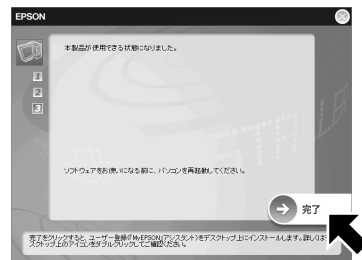 EPSON
本製品が使用できる状態になりました。
1
2
3
ソフトウェアをお使いになる前に、パソコンを再起動してください。
完了
完了をクリックすると、ユーザー登録「MyEPSON」アシスタント)をデスクトップ上にインストールします。詳しくは
スクトップ上のアイコンをダブルクリックしてご確認ください。